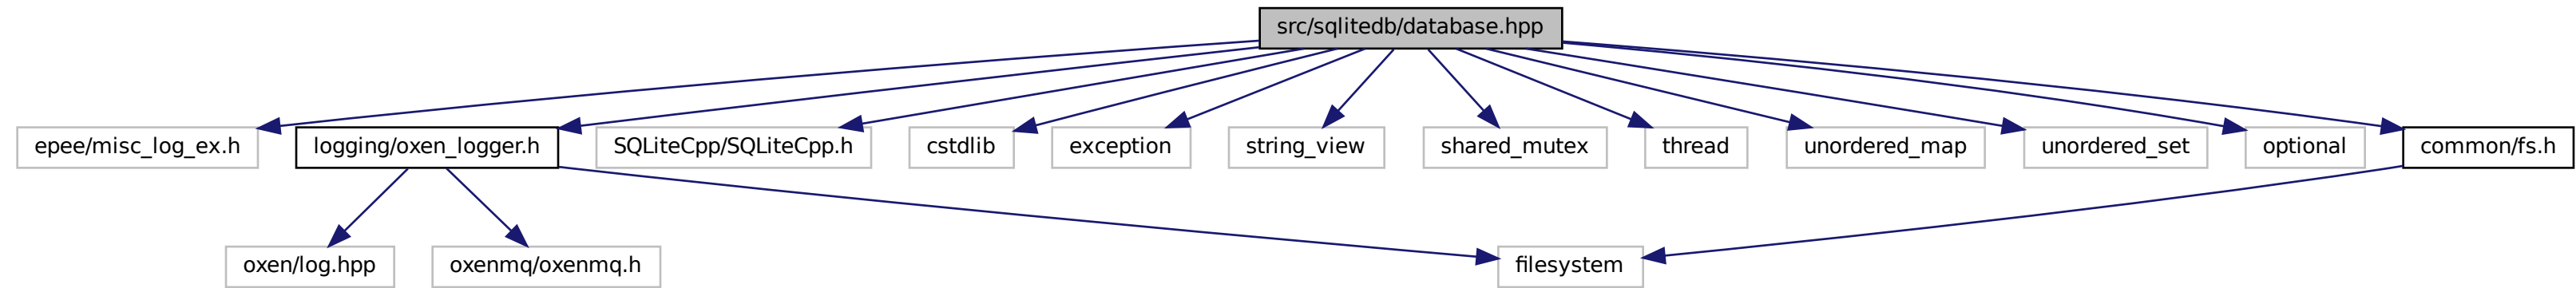 src/sqlitedb/database.hpp
epee/misc_log_ex.h
logging/oxen_logger.h
SQLiteCpp/SQLiteCpp.h
cstdlib
exception
string_view
shared_mutex
thread
unordered_map
unordered_set
optional
common/fs.h
oxen/log.hpp
oxenmq/oxenmq.h
filesystem